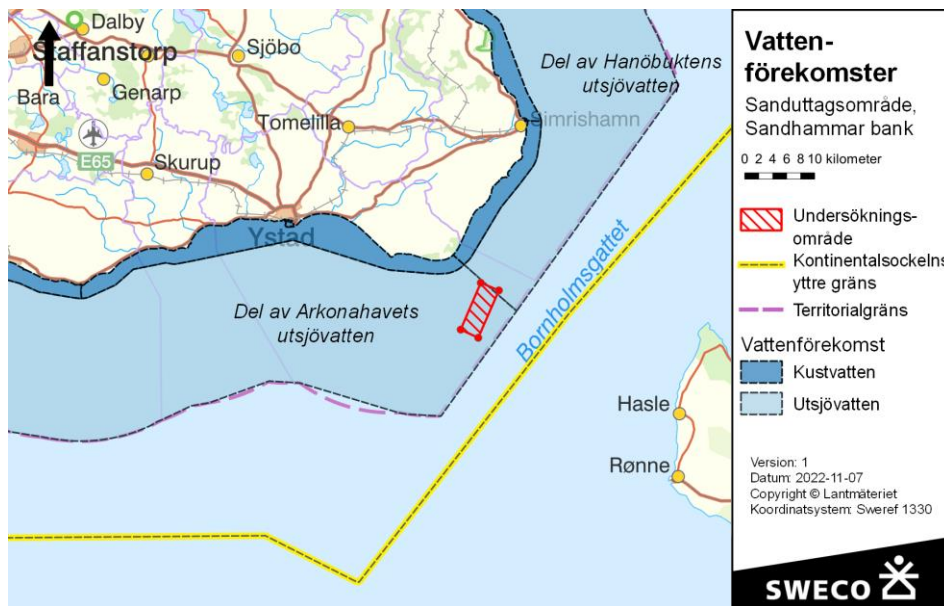 Dalby
Staffanstorp
Sjöbo
Genarp
Bara
Tomelilla
Simrishamn
E65
Skurup
Ystad
Del av Hanöbuktens
utsjövatten
Del av Arkonahavets
utsjövatten
Bornholmsgattet
Hasle
Rønne
Vatten-
förekomster
Sanduttagsområde,
Sandhammar bank
0 2 4 6 8 10 kilometer
Undersöknings-
område
Kontinentalsockelns
yttre gräns
Territorialgräns
Vattenförekomst
Kustvatten
Utsjövatten
Version: 1
Datum: 2022-11-07
Copyright © Lantmäteriet
Koordinatsystem: Sweref 1330
SWECO